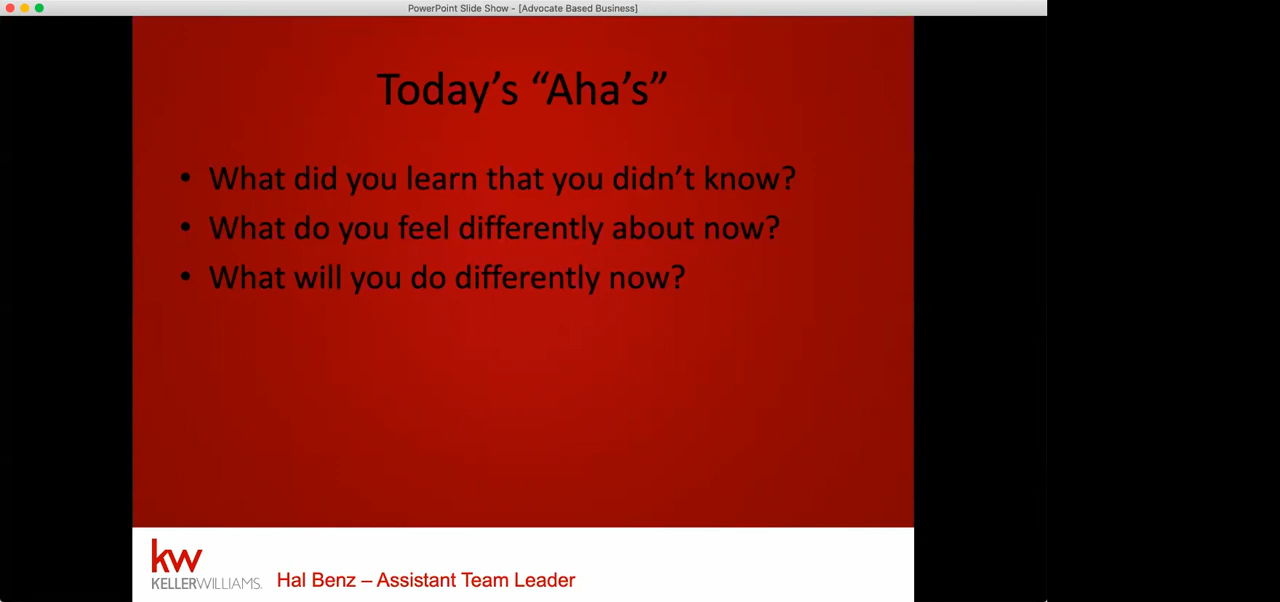 PowerPoint Slide Show - [Advocate Based Business]
Today’s “Aha’s”
• What did you learn that you didn’t know?
• What do you feel differently about now?
• What will you do differently now?
kw
KELLERWILLIAMS.
Hal Benz – Assistant Team Leader